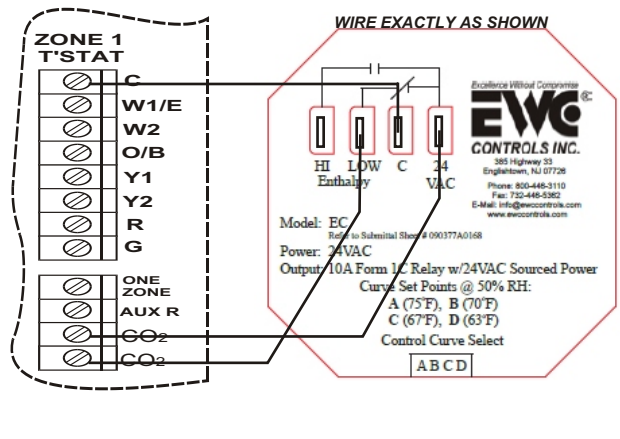 WIRE EXACTLY AS SHOWN
ZONE 1
T'STAT
C
W1/E
W2
O/B
Y1
Y2
R
G
ONE
ZONE
AUX R
CO2
CO2
HI LOW C 24
Enthalpy VAC
Excellence Without Compromise
EWC®
CONTROLS INC.
385 Highway 33
Englishtown, NJ 07726
Phone: 800-446-3110
Fax: 732-446-5362
E-Mail: info@ewccontrols.com
www.ewccontrols.com
Model: EC
Refer to Submittal Sheet # 090377A0168
Power: 24VAC
Output: 10A Form 1C Relay w/24VAC Sourced Power
Curve Set Points @ 50% RH:
A (75°F), B (70°F)
C (67°F), D (63°F)
Control Curve Select
A B C D